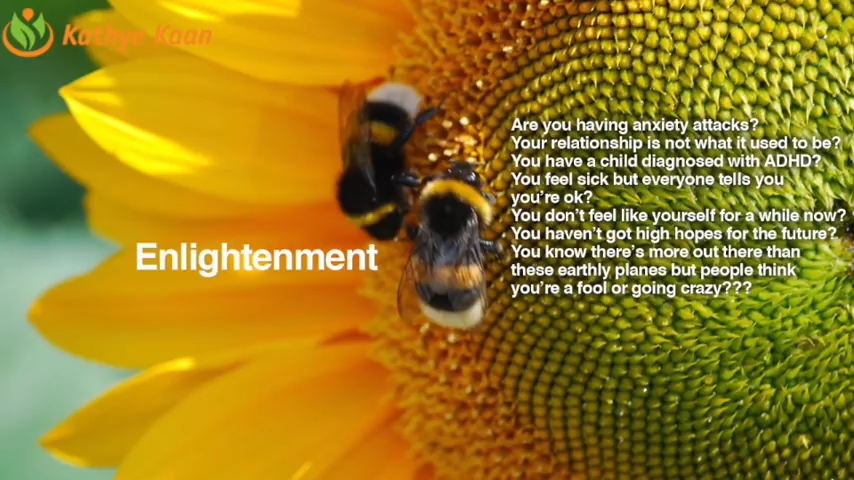 Kathye Kaan
Are you having anxiety attacks?
Your relationship is not what it used to be?
You have a child diagnosed with ADHD?
You feel sick but everyone tells you
you're ok?
You don't feel like yourself for a while now?
You haven't got high hopes for the future?
You know there's more out there than
these earthly planes but people think
you're a fool or going crazy???
Enlightenment